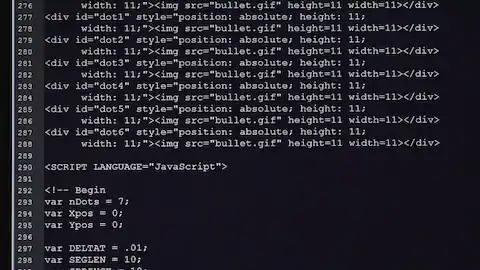 276 width: 11;"><img src="bullet.gif" height=11 width=11></div>
277 <div id="dot1" style="position: absolute; height: 11;
278 width: 11;"><img src="bullet.gif" height=11 width=11></div>
279 <div id="dot2" style="position: absolute; height: 11;
280 width: 11;"><img src="bullet.gif" height=11 width=11></div>
281 <div id="dot3" style="position: absolute; height: 11;
282 width: 11;"><img src="bullet.gif" height=11 width=11></div>
283 <div id="dot4" style="position: absolute; height: 11;
284 width: 11;"><img src="bullet.gif" height=11 width=11></div>
285 <div id="dot5" style="position: absolute; height: 11;
286 width: 11;"><img src="bullet.gif" height=11 width=11></div>
287 <div id="dot6" style="position: absolute; height: 11;
288 width: 11;"><img src="bullet.gif" height=11 width=11></div>
289
290 <SCRIPT LANGUAGE="JavaScript">
291
292 <!-- Begin
293 var nDots = 7;
294 var Xpos = 0;
295 var Ypos = 0;
296
297 var DELTAT = .01;
298 var SEGLEN = 10;